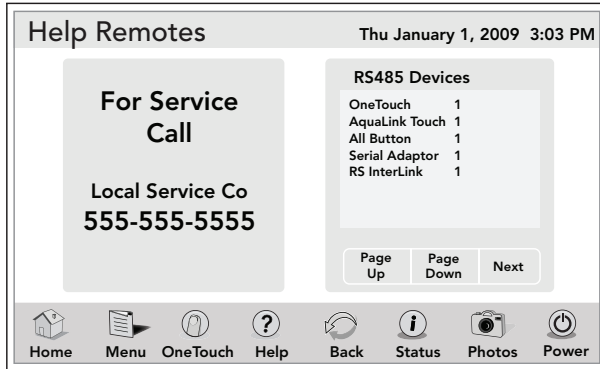 Help Remotes
Thu January 1, 2009 3:03 PM
For Service
Call
Local Service Co
555-555-5555
RS485 Devices
OneTouch 1
AquaLink Touch 1
All Button 1
Serial Adaptor 1
RS InterLink 1
Page Up
Page Down
Next
Home
Menu
OneTouch
Help
Back
Status
Photos
Power